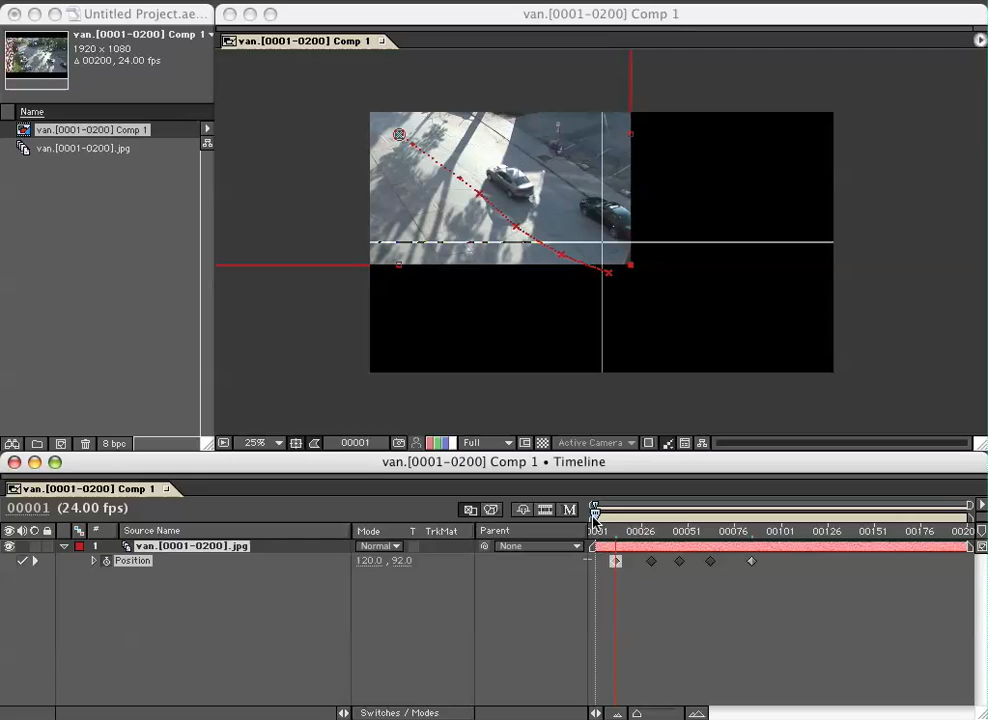 Untitled Project.ae...
van.[0001-0200] Comp 1
van.[0001-0200] Comp 1
1920 x 1080
Δ 00200, 24.00 fps
van.[0001-0200] Comp 1
Name
van.[0001-0200] Comp 1
van.[0001-0200].jpg
8 bpc
25%
00001
Full
Active Camera
van.[0001-0200] Comp 1 • Timeline
van.[0001-0200] Comp 1
00001 (24.00 fps)
M
# Source Name Mode T TrkMat Parent
0001 00026 00051 00076 00101 00126 00151 00176 0020
1 van.[0001-0200].jpg Normal None
Position 120.0 , 92.0
Switches / Modes